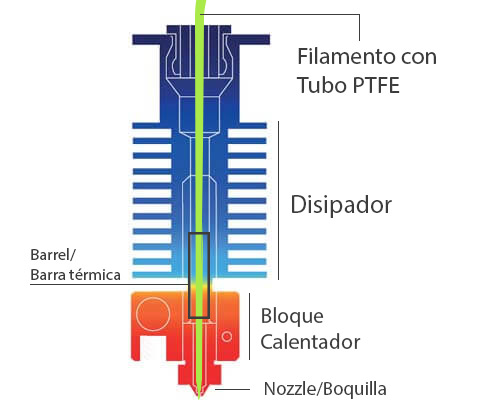 Filamento con
Tubo PTFE
Disipador
Barrel/
Barra térmica
Bloque
Calentador
Nozzle/Boquilla